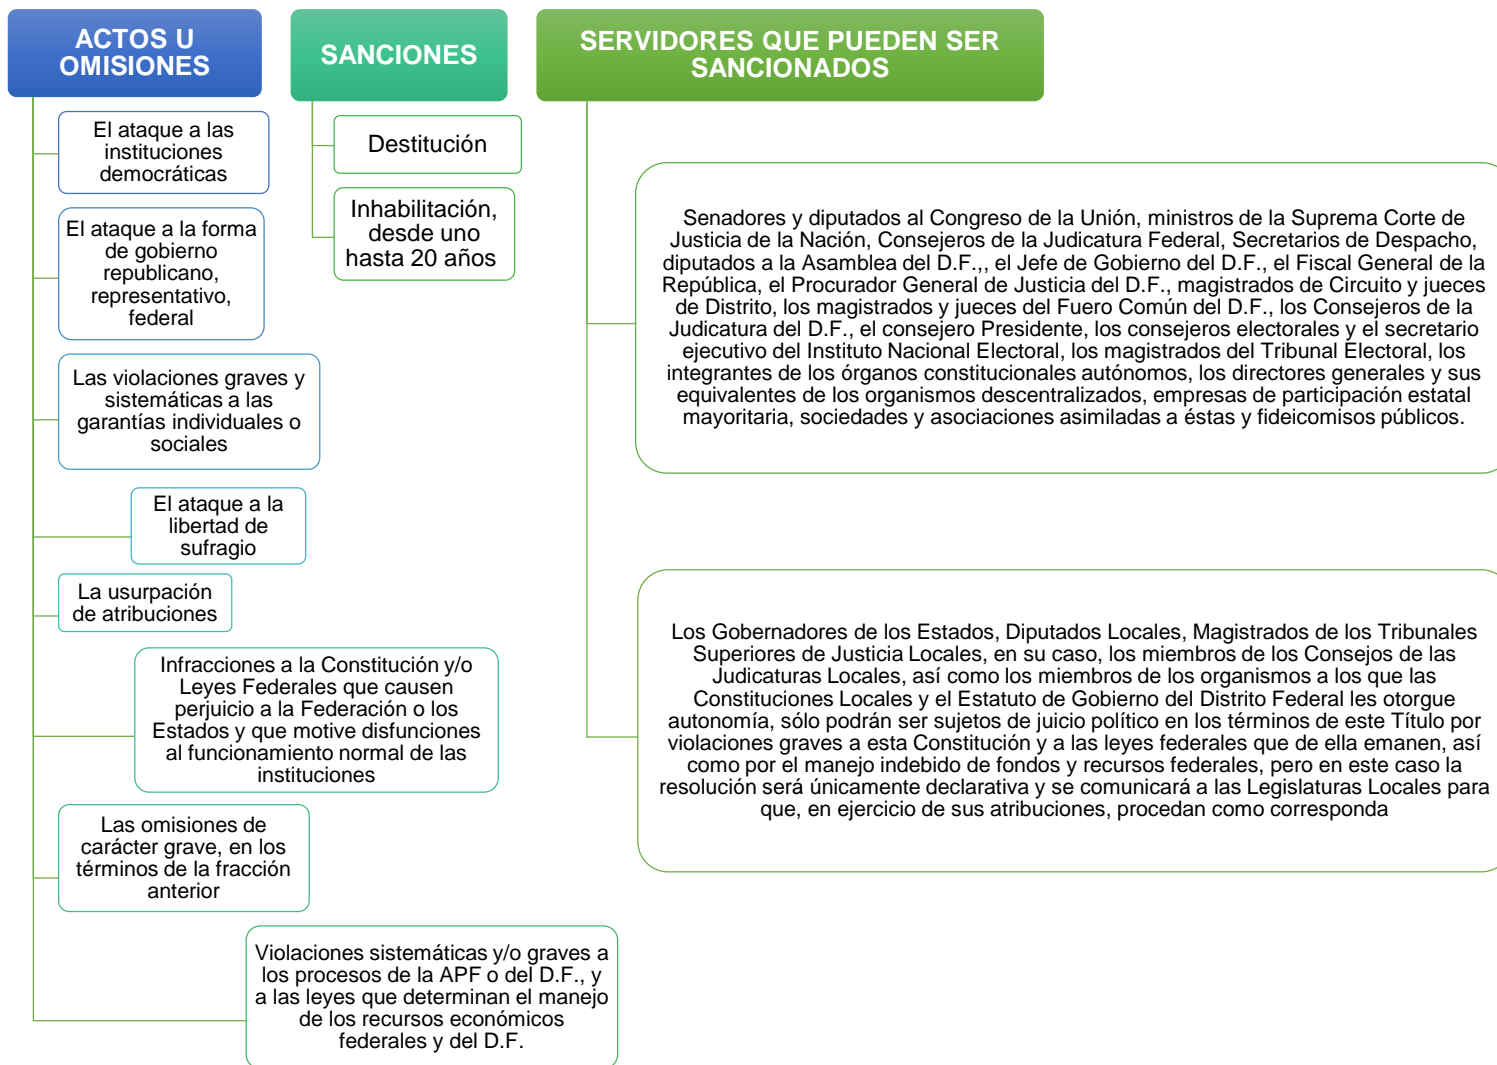 ACTOS U
OMISIONES
El ataque a las
instituciones
democráticas
El ataque a la forma
de gobierno
republicano,
representativo,
federal
Las violaciones graves y
sistemáticas a las
garantías individuales o
sociales
El ataque a la
libertad de
sufragio
La usurpación
de atribuciones
Infracciones a la Constitución y/o
Leyes Federales que causen
perjuicio a la Federación o los
Estados y que motive disfunciones
al funcionamiento normal de las
instituciones
Las omisiones de
carácter grave, en los
términos de la fracción
anterior
Violaciones sistemáticas y/o graves a
los procesos de la APF o del D.F., y
a las leyes que determinan el manejo
de los recursos económicos
federales y del D.F.
SANCIONES
Destitución
Inhabilitación,
desde uno
hasta 20 años
SERVIDORES QUE PUEDEN SER
SANCIONADOS
Senadores y diputados al Congreso de la Unión, ministros de la Suprema Corte de
Justicia de la Nación, Consejeros de la Judicatura Federal, Secretarios de Despacho,
diputados a la Asamblea del D.F.,, el Jefe de Gobierno del D.F., el Fiscal General de la
República, el Procurador General de Justicia del D.F., magistrados de Circuito y jueces
de Distrito, los magistrados y jueces del Fuero Común del D.F., los Consejeros de la
Judicatura del D.F., el consejero Presidente, los consejeros electorales y el secretario
ejecutivo del Instituto Nacional Electoral, los magistrados del Tribunal Electoral, los
integrantes de los órganos constitucionales autónomos, los directores generales y sus
equivalentes de los organismos descentralizados, empresas de participación estatal
mayoritaria, sociedades y asociaciones asimiladas a éstas y fideicomisos públicos.
Los Gobernadores de los Estados, Diputados Locales, Magistrados de los Tribunales
Superiores de Justicia Locales, en su caso, los miembros de los Consejos de las
Judicaturas Locales, así como los miembros de los organismos a los que las
Constituciones Locales y el Estatuto de Gobierno del Distrito Federal les otorgue
autonomía, sólo podrán ser sujetos de juicio político en los términos de este Título por
violaciones graves a esta Constitución y a las leyes federales que de ella emanen, así
como por el manejo indebido de fondos y recursos federales, pero en este caso la
resolución será únicamente declarativa y se comunicará a las Legislaturas Locales para
que, en ejercicio de sus atribuciones, procedan como corresponda